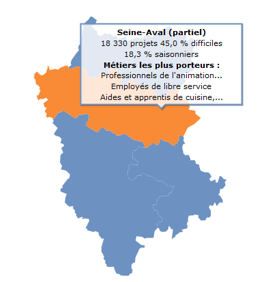 Seine-Aval (partiel)
18 330 projets 45,0 % difficiles
18,3 % saisonniers
Métiers les plus porteurs :
Professionnels de l'animation...
Employés de libre service
Aides et apprentis de cuisine,...